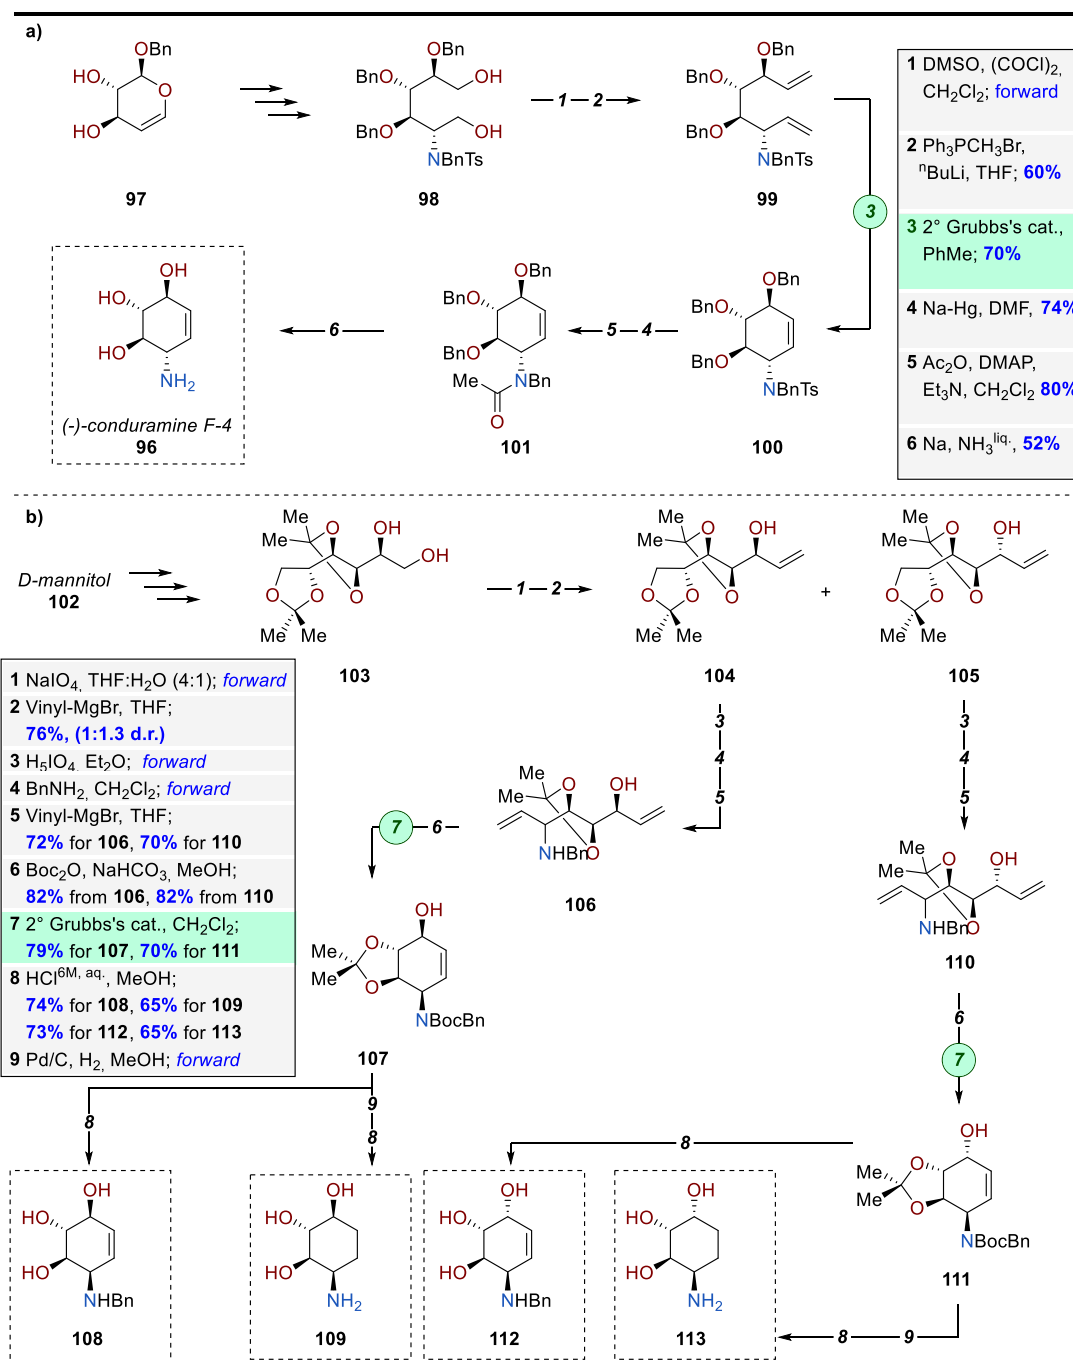 a)
OBn
HO
O
HO
97
OBn
BnO
OH
BnO
OH
NBnTs
98
1 2
OBn
BnO
BnO
NBnTs
99
3
1 DMSO, (COCl)2,
CH2Cl2; forward
2 Ph3PCH3Br,
nBuLi, THF; 60%
3 2° Grubbs's cat.,
PhMe; 70%
4 Na-Hg, DMF, 74%
5 Ac2O, DMAP,
Et3N, CH2Cl2 80%
6 Na, NH3liq., 52%
OH
HO
HO
NH2
(-)-conduramine F-4
96
6
OBn
BnO
BnO
Me
NBn
O
101
5 4
OBn
BnO
BnO
NBnTs
100
b)
D-mannitol
102
Me
Me
O
OH
OH
O
O
O
Me Me
103
1 2
Me
Me
O
OH
O
O
O
Me Me
104
+
Me
Me
O
OH
O
O
O
Me Me
105
1 NaIO4, THF:H2O (4:1); forward
2 Vinyl-MgBr, THF;
76%, (1:1.3 d.r.)
3 H5IO4, Et2O; forward
4 BnNH2, CH2Cl2; forward
5 Vinyl-MgBr, THF;
72% for 106, 70% for 110
6 Boc2O, NaHCO3, MeOH;
82% from 106, 82% from 110
7 2° Grubbs's cat., CH2Cl2;
79% for 107, 70% for 111
8 HCl6M, aq., MeOH;
74% for 108, 65% for 109
73% for 112, 65% for 113
9 Pd/C, H2, MeOH; forward
3
4
5
3
4
5
Me
Me
O
OH
NHBn
O
106
7 6
OH
Me
O
Me
O
NBocBn
107
Me
Me
O
OH
NHBn
O
110
6
7
8
9
8
8
OH
HO
HO
NHBn
108
OH
HO
HO
NH2
109
OH
HO
HO
NHBn
112
OH
HO
HO
NH2
113
OH
Me
O
Me
O
NBocBn
111
8 9